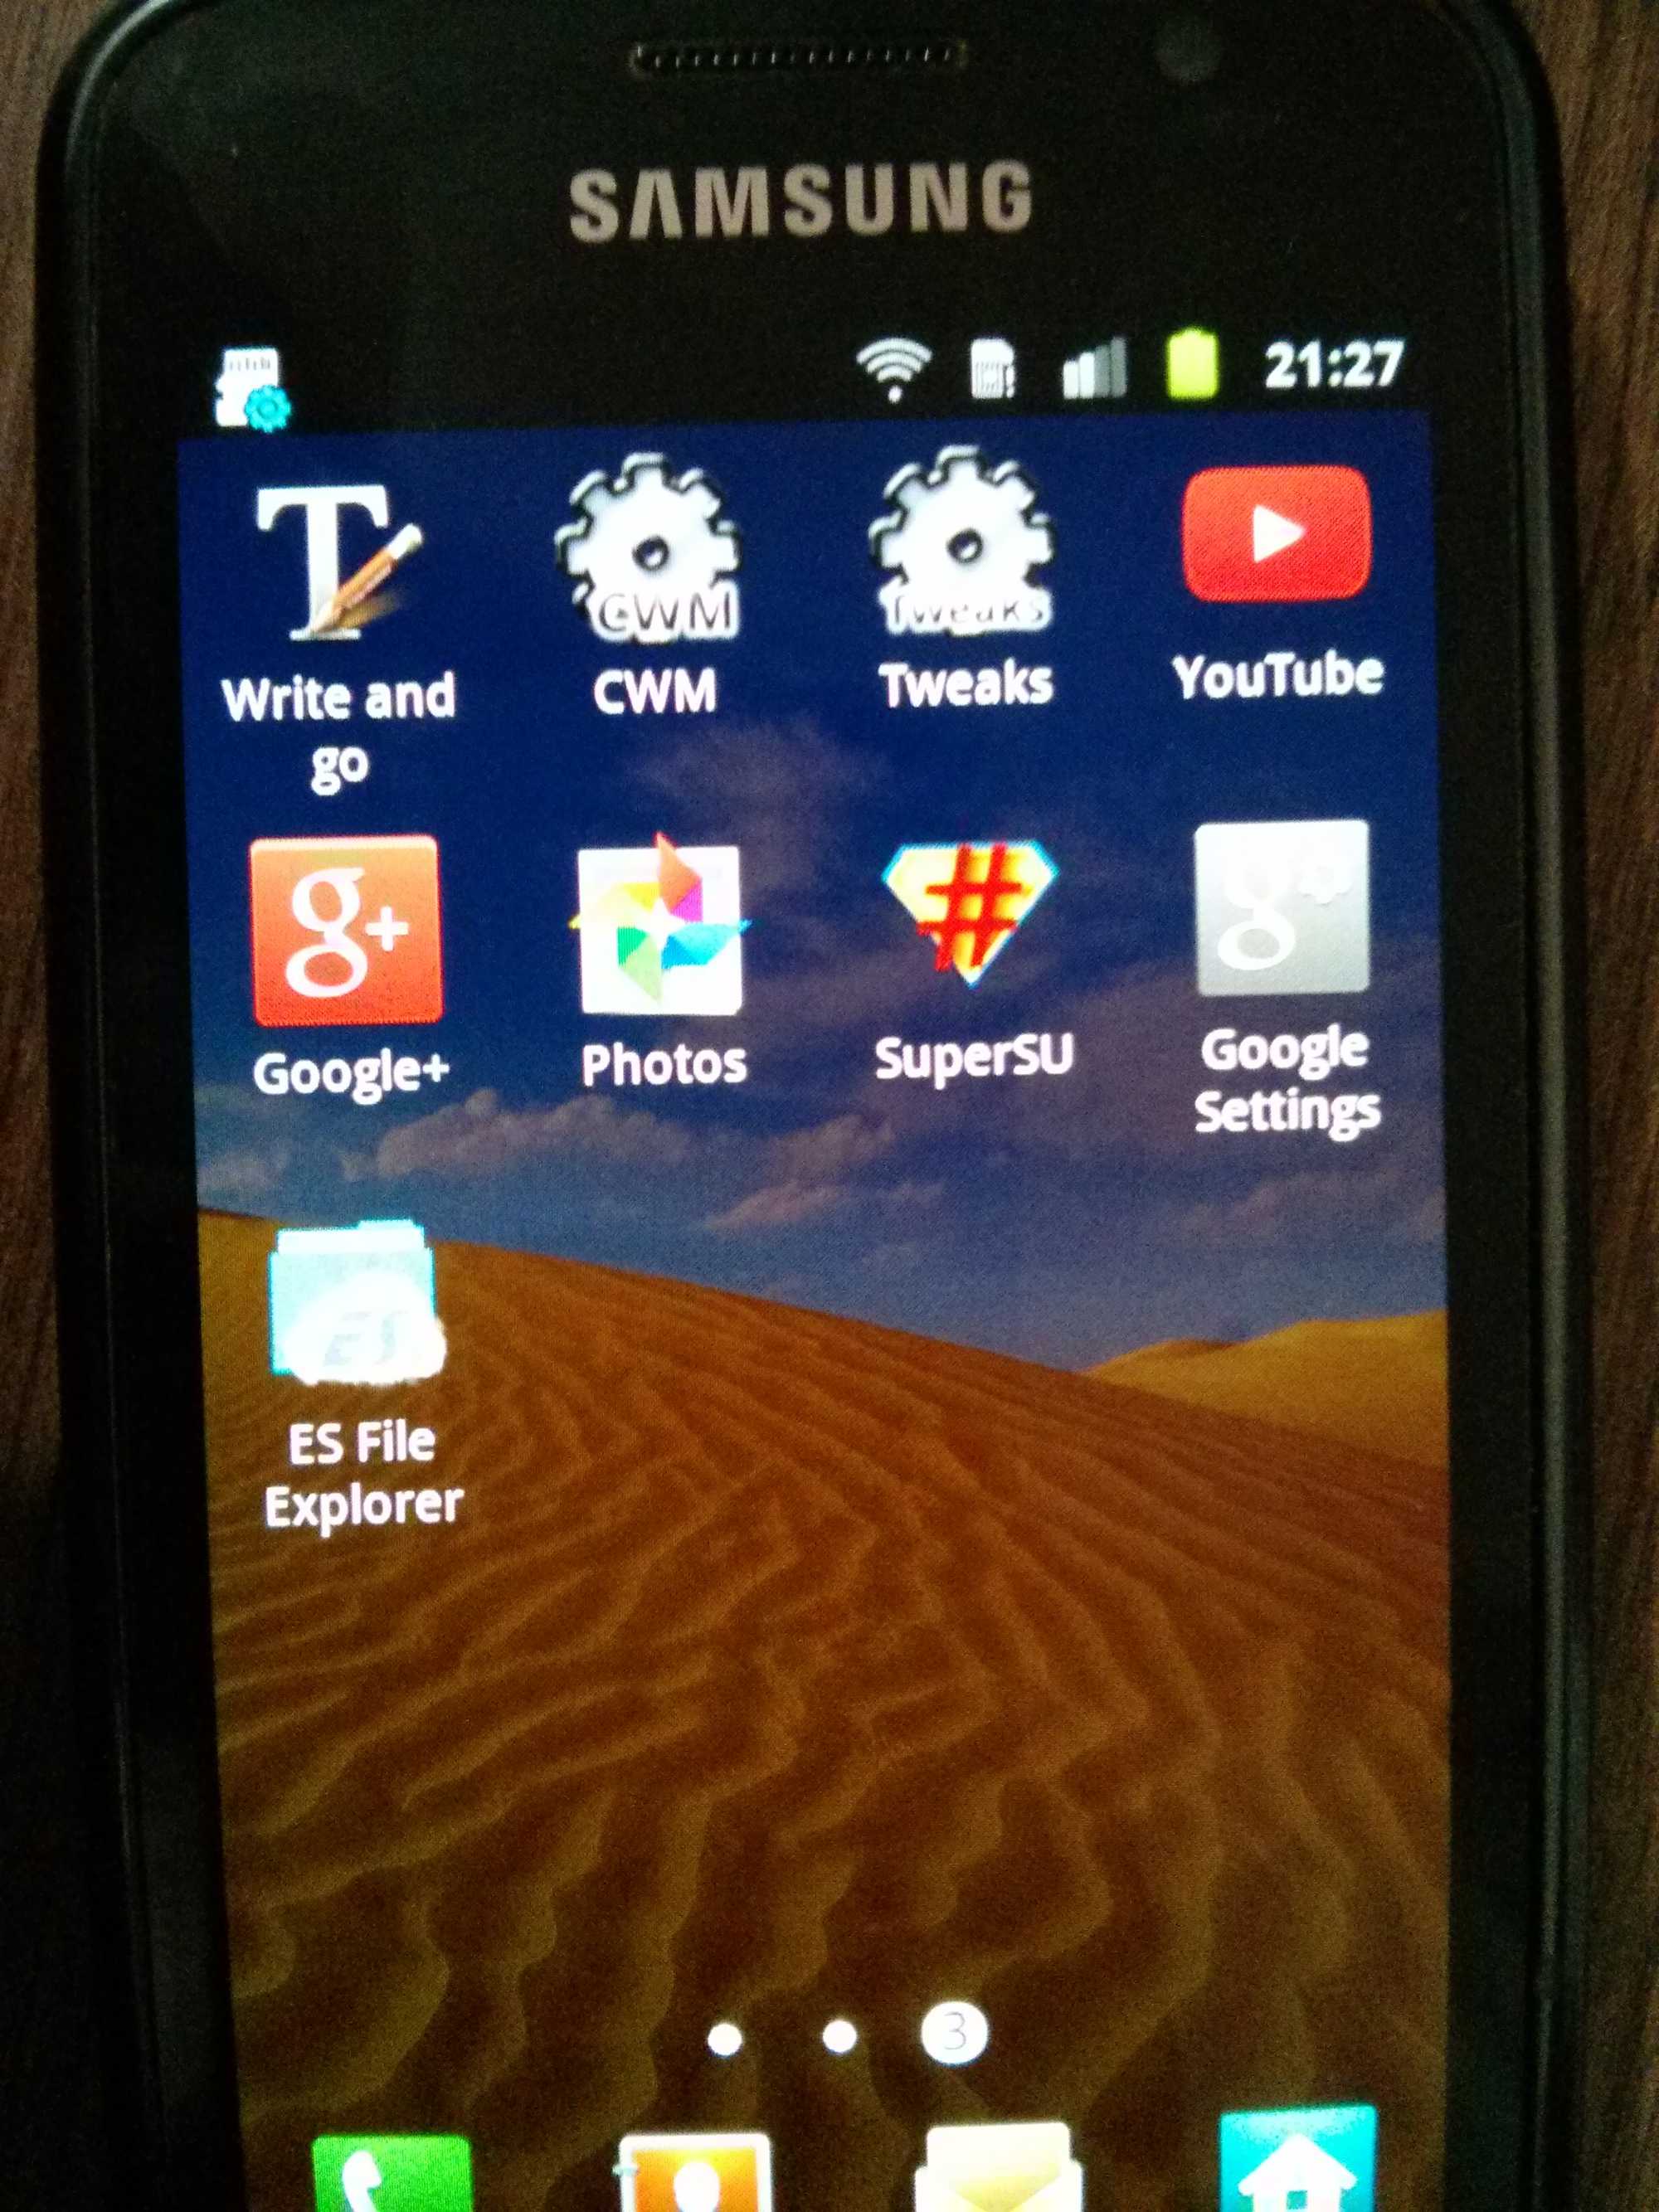 SAMSUNG
21:27
CWM
Tweaks
Write and
go
CWM
Tweaks
YouTube
g+
g
Google+
Photos
SuperSU
Google
Settings
ES
ES File
Explorer
3